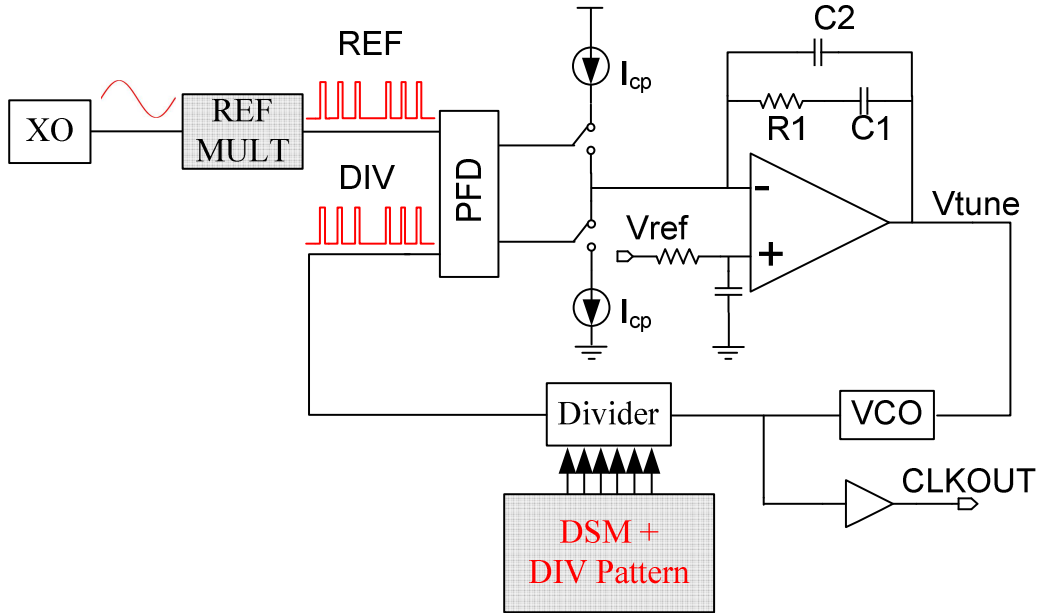 C2
REF
Icp
XO
REF
MULT
R1
C1
DIV
PFD
-
Vref
+
Vtune
Icp
Divider
VCO
CLKOUT
DSM +
DIV Pattern